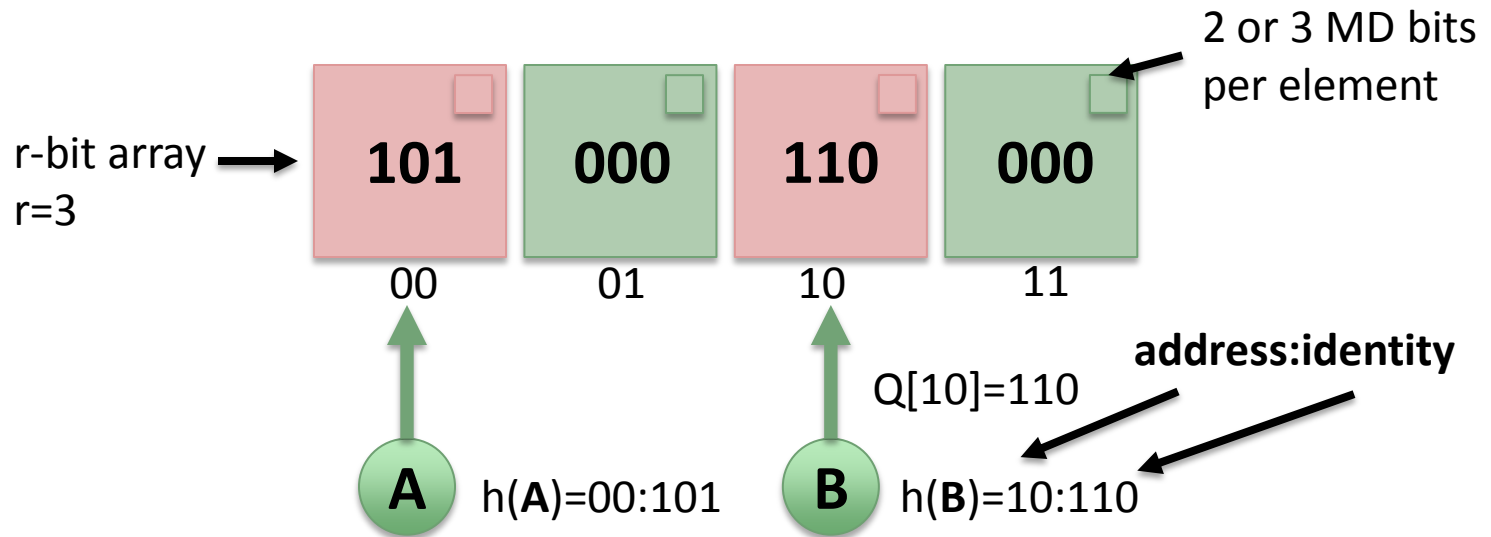 2 or 3 MD bits
per element
r-bit array
r=3
101 000 110 000
00 01 10 11
address:identity
Q[10]=110
A h(A)=00:101 B h(B)=10:110